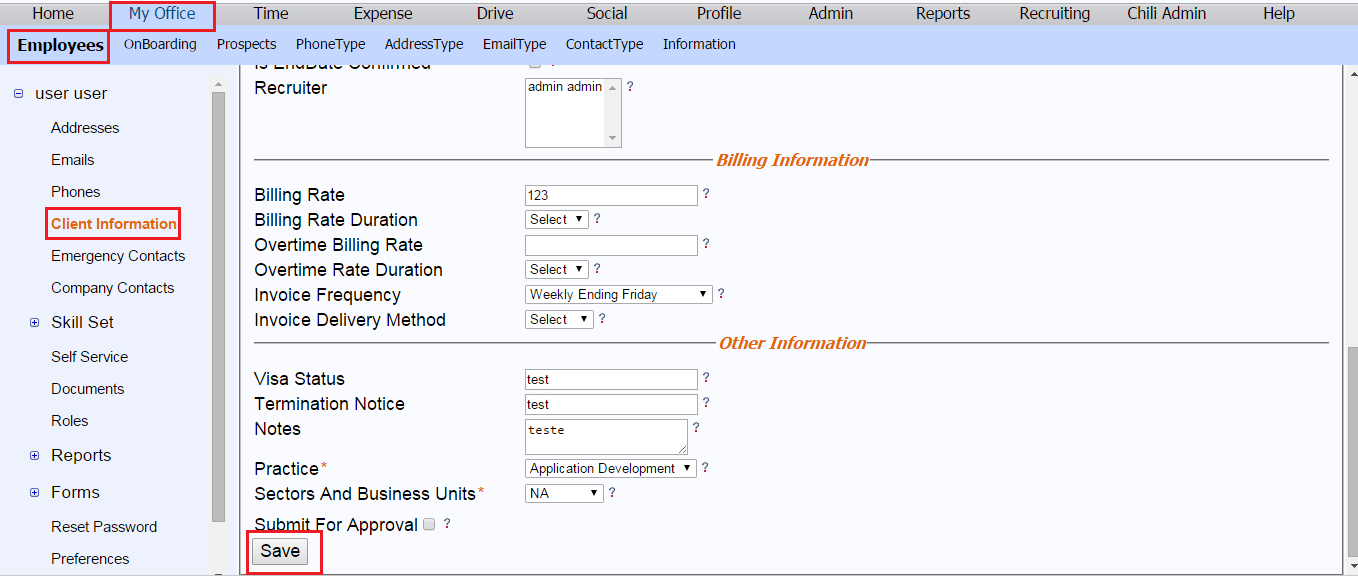 Home My Office Time Expense Drive Social Profile Admin Reports Recruiting Chili Admin Help
Employees OnBoarding Prospects PhoneType AddressType EmailType ContactType Information
user user
Addresses
Emails
Phones
Client Information
Emergency Contacts
Company Contacts
Skill Set
Self Service
Documents
Roles
Reports
Forms
Reset Password
Preferences
Is EndDate Confirmed ?
Recruiter admin admin ?
Billing Information
Billing Rate 123 ?
Billing Rate Duration Select ?
Overtime Billing Rate ?
Overtime Rate Duration Select ?
Invoice Frequency Weekly Ending Friday ?
Invoice Delivery Method Select ?
Other Information
Visa Status test ?
Termination Notice test ?
Notes teste ?
Practice* Application Development ?
Sectors And Business Units* NA ?
Submit For Approval ?
Save